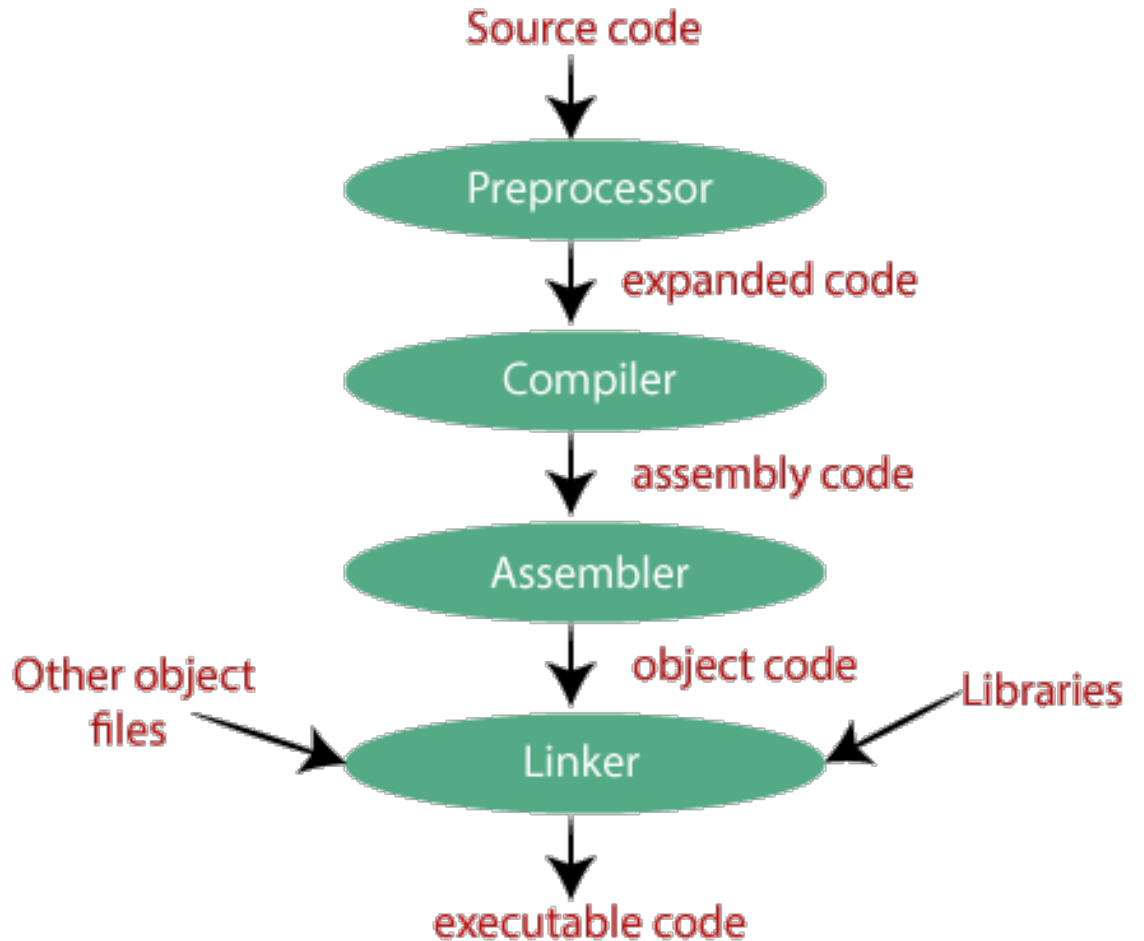 Source code
Preprocessor
expanded code
Compiler
assembly code
Assembler
object code
Other object
files
Libraries
Linker
executable code